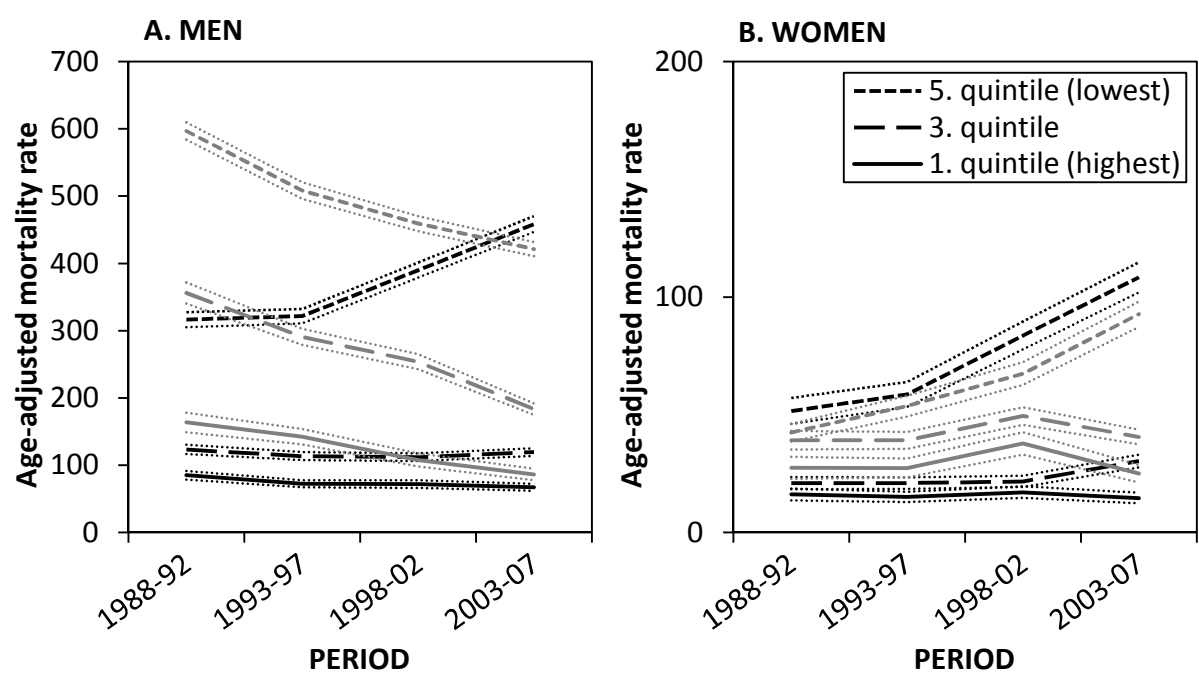 A. MEN
Age-adjusted mortality rate
700
600
500
400
300
200
100
0
1988-92
1993-97
1998-02
2003-07
PERIOD
B. WOMEN
Age-adjusted mortality rate
200
100
0
5. quintile (lowest)
3. quintile
1. quintile (highest)
1988-92
1993-97
1998-02
2003-07
PERIOD